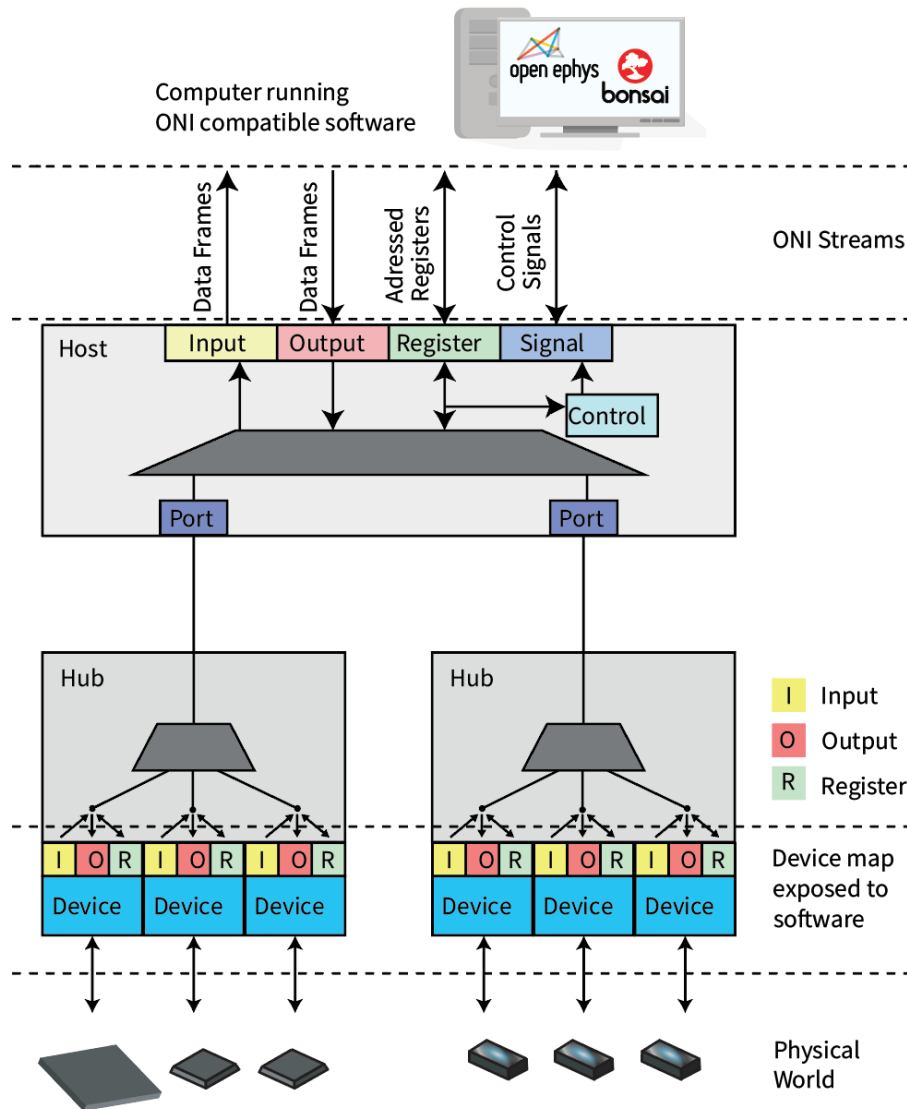 open ephys
bonsai
Computer running
ONI compatible software
Data Frames
Data Frames
Adressed
Registers
Control
Signals
ONI Streams
Host
Input
Output
Register
Signal
Control
Port
Port
Hub
Hub
I Input
O Output
R Register
I O R I O R I O R
I O R I O R I O R
Device Device Device
Device Device Device
Device map
exposed to
software
Physical
World